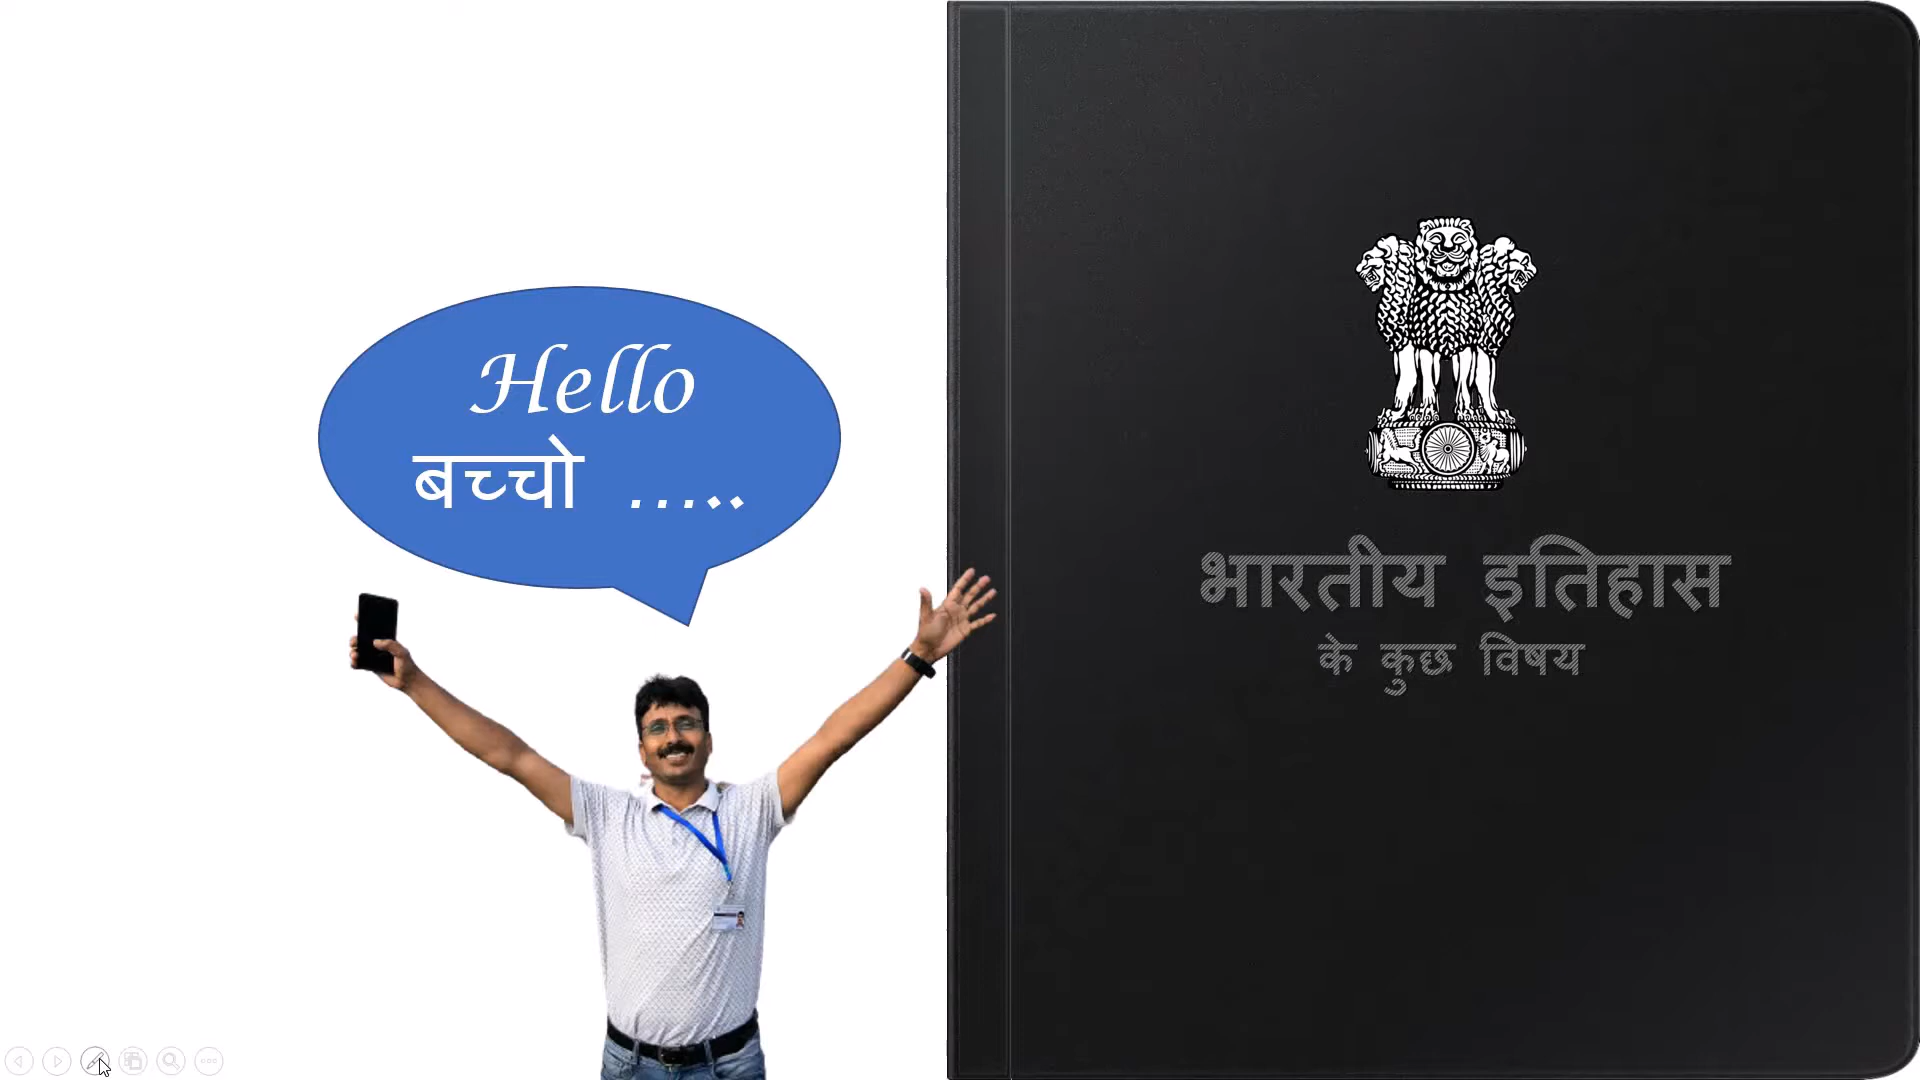 Hello
बच्चो .....
भारतीय इतिहास
के कुछ विषय